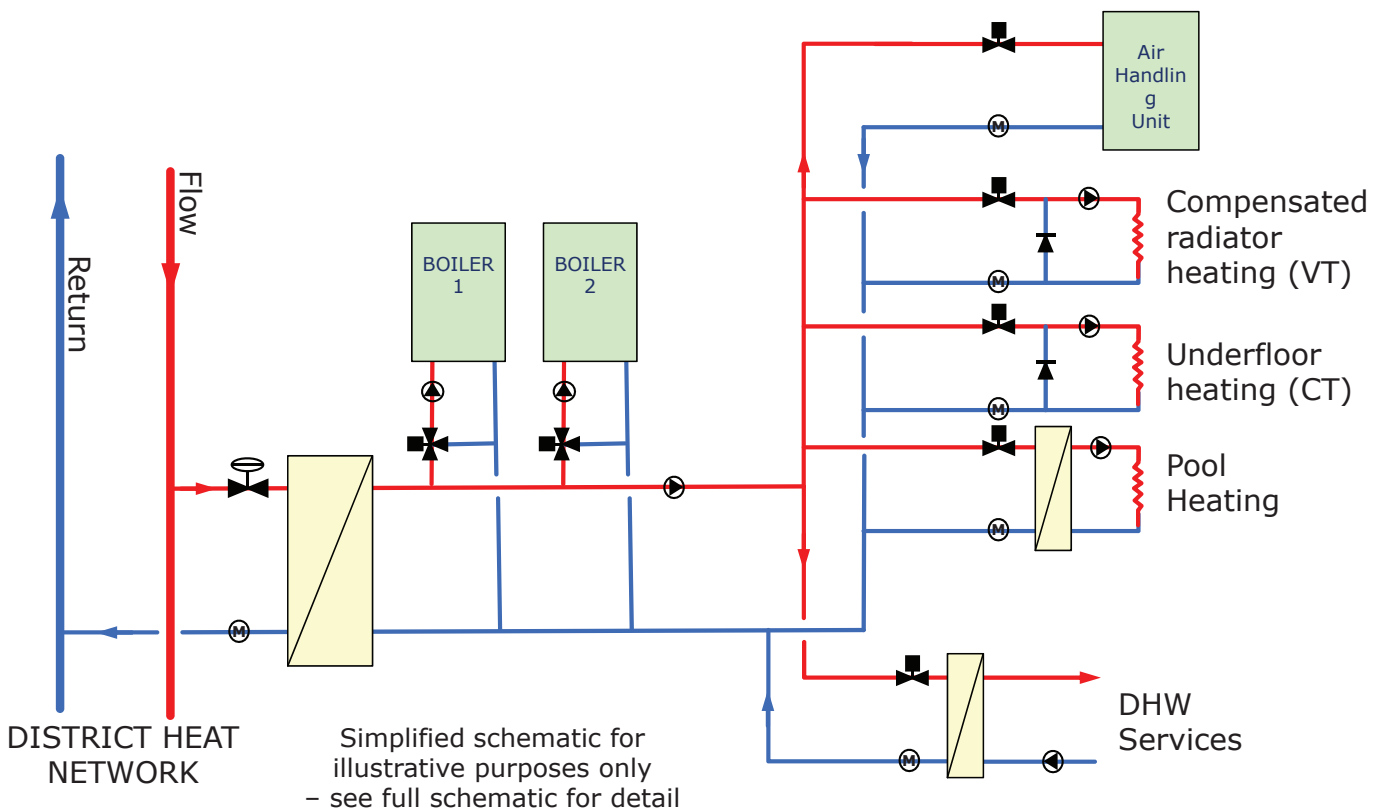 Air
Handlin
g
Unit
M
Flow
Return
BOILER
1
BOILER
2
Compensated
radiator
heating (VT)
M
Underfloor
heating (CT)
M
Pool
Heating
M
M
DISTRICT HEAT
NETWORK
Simplified schematic for
illustrative purposes only
– see full schematic for detail
DHW
Services
M